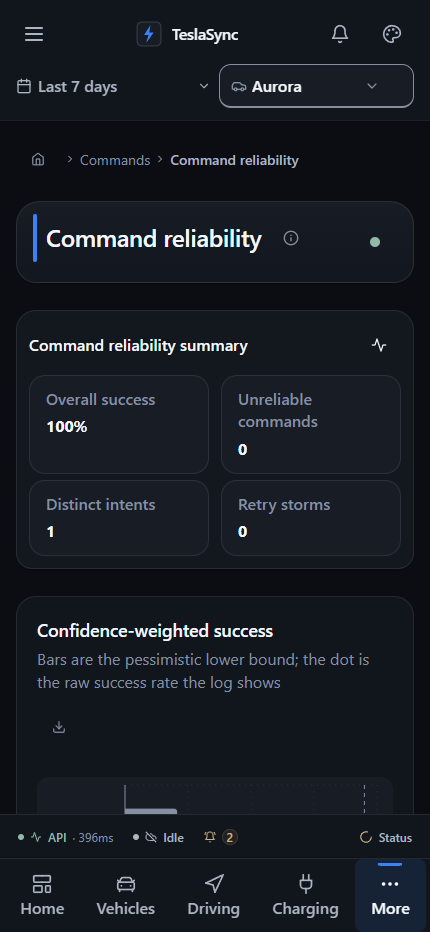 TeslaSync
Last 7 days
Aurora
Commands
Command reliability
Command reliability
Command reliability summary
Overall success
100%
Unreliable
commands
0
Distinct intents
1
Retry storms
0
Confidence-weighted success
Bars are the pessimistic lower bound; the dot is
the raw success rate the log shows
API · 396ms
Idle
2
Status
Home
Vehicles
Driving
Charging
More